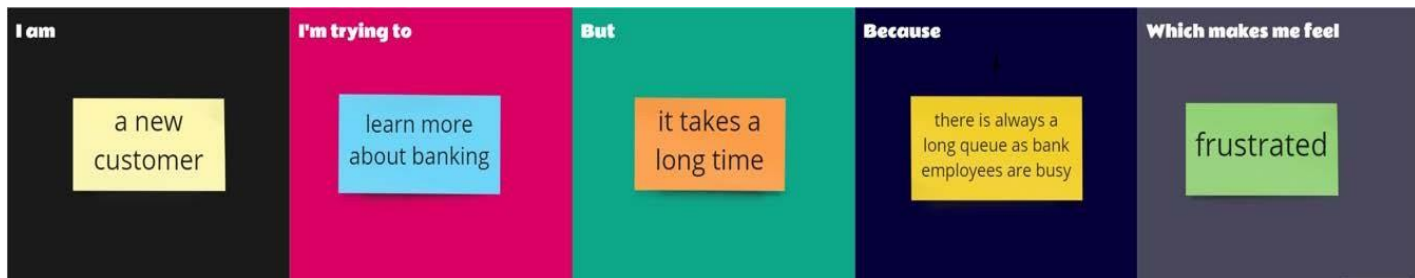 I am
a new
customer
I'm trying to
learn more
about banking
But
it takes a
long time
Because
there is always a
long queue as bank
employees are busy
Which makes me feel
frustrated